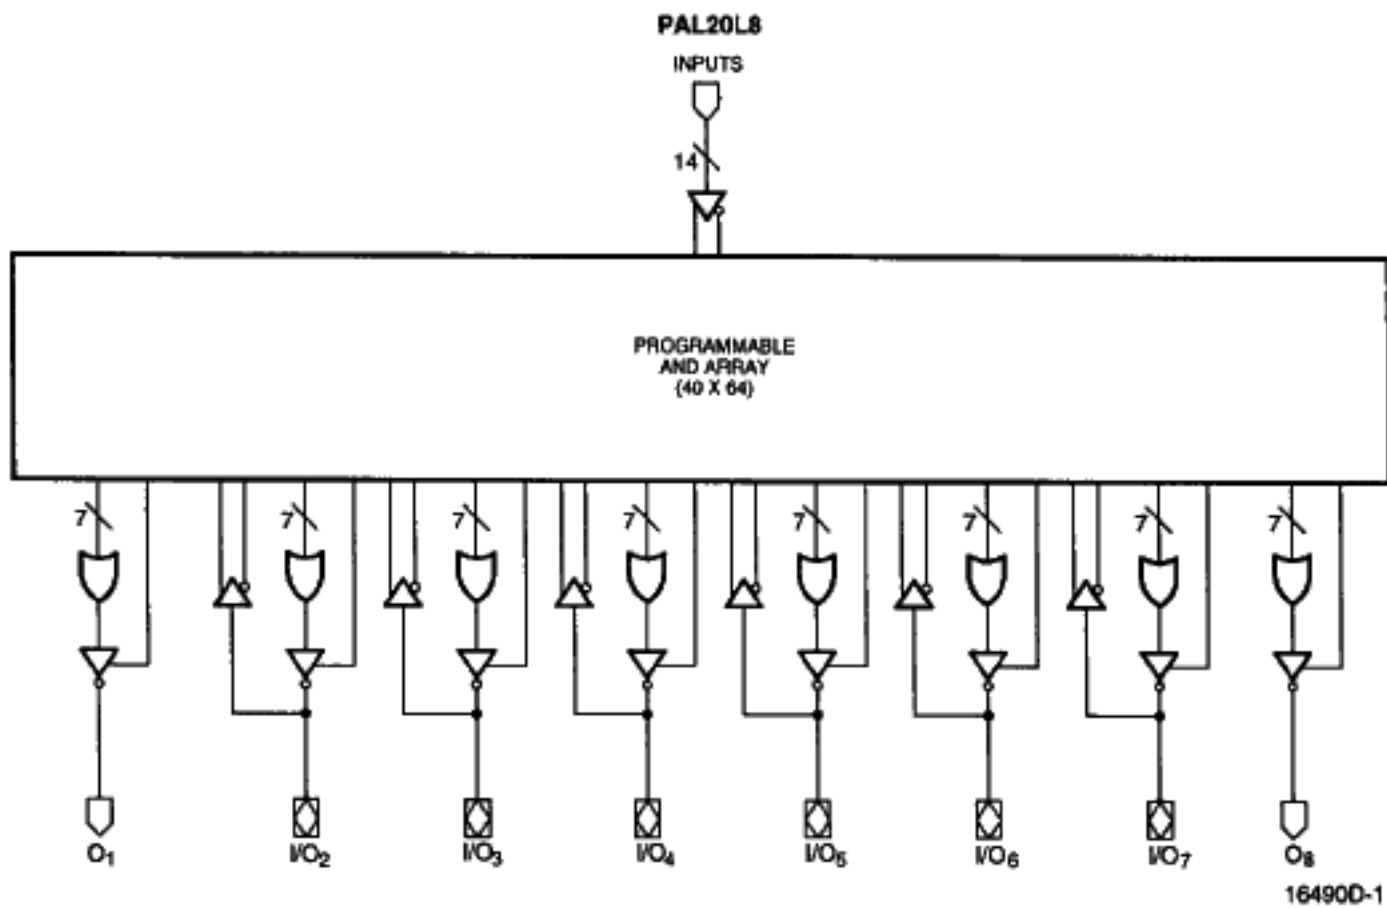 PAL20L8
INPUTS
14
PROGRAMMABLE
AND ARRAY
(40 X 64)
7 7 7 7 7 7 7 7
O1 I/O2 I/O3 I/O4 I/O5 I/O6 I/O7 O8
16490D-1